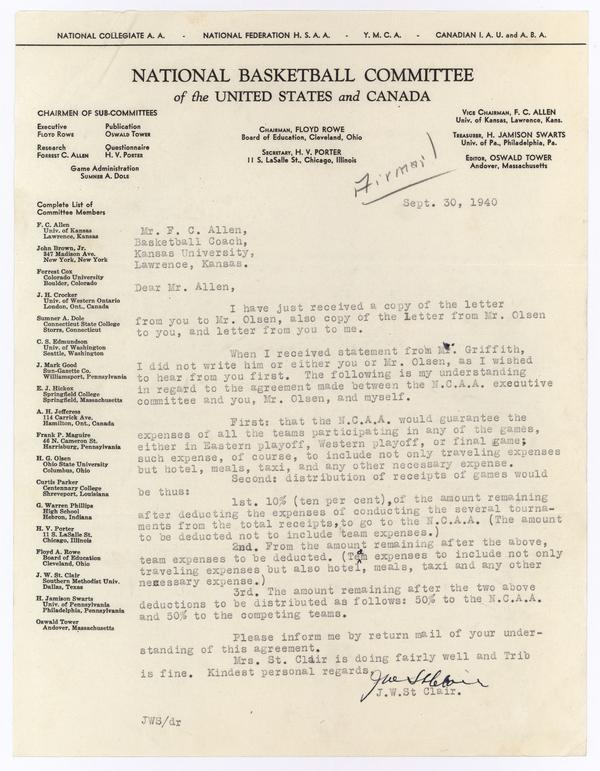 NATIONAL COLLEGIATE A. A. - NATIONAL FEDERATION H. S. A. A. - Y. M. C. A. - CANADIAN I. A. U. and A. B. A.
NATIONAL BASKETBALL COMMITTEE
of the UNITED STATES and CANADA
CHAIRMEN OF SUB-COMMITTEES
Executive
FLOYD ROWE
Publication
OSWALD TOWER
Research
FORREST C. ALLEN
Questionnaire
H. V. PORTER
Game Administration
SUMNER A. DOLE
CHAIRMAN, FLOYD ROWE
Board of Education, Cleveland, Ohio
SECRETARY, H. V. PORTER
11 S. LaSalle St., Chicago, Illinois
VICE CHAIRMAN, F. C. ALLEN
Univ. of Kansas, Lawrence, Kans.
TREASURER, H. JAMISON SWARTS
Univ. of Pa., Philadelphia, Pa.
EDITOR, OSWALD TOWER
Andover, Massachusetts
Airmail
Complete List of
Committee Members
F. C. Allen
Univ. of Kansas
Lawrence, Kansas
John Brown, Jr.
347 Madison Ave.
New York, New York
Forrest Cox
Colorado University
Boulder, Colorado
J. H. Crocker
Univ. of Western Ontario
London, Ont., Canada
Sumner A. Dole
Connecticut State College
Storrs, Connecticut
C. S. Edmundson
Univ. of Washington
Seattle, Washington
J. Mark Good
Sun-Gazette Co.
Williamsport, Pennsylvania
E. J. Hickox
Springfield College
Springfield, Massachusetts
A. H. Jefferess
114 Carrick Ave.
Hamilton, Ont., Canada
Frank P. Maguire
46 N. Cameron St.
Harrisburg, Pennsylvania
H. G. Olsen
Ohio State University
Columbus, Ohio
Curtis Parker
Centenary College
Shreveport, Louisiana
G. Warren Phillips
High School
Hebron, Indiana
H. V. Porter
11 S. LaSalle St.
Chicago, Illinois
Floyd A. Rowe
Board of Education
Cleveland, Ohio
J. W. St. Clair
Southern Methodist Univ.
Dallas, Texas
H. Jamison Swarts
Univ. of Pennsylvania
Philadelphia, Pennsylvania
Oswald Tower
Andover, Massachusetts
Sept. 30, 1940
Mr. F. C. Allen,
Basketball Coach,
Kansas University,
Lawrence, Kansas.
Dear Mr. Allen,
I have just received a copy of the letter
from you to Mr. Olsen, also copy of the Letter from Mr. Olsen
to you, and letter from you to me.
When I received statement from Mr. Griffith,
I did not write him or either you or Mr. Olsen, as I wished
to hear from you first. The following is my understanding
in regard to the agreement made between the N.C.A.A. executive
committee and you, Mr. Olsen, and myself.
First: that the N.C.A.A. would guarantee the
expenses of all the teams participating in any of the games,
either in Eastern playoff, Western playoff, or final game;
such expense, of course, to include not only traveling expenses
but hotel, meals, taxi, and any other necessary expense.
Second: distribution of receipts of games would
be thus:
1st. 10% (ten per cent),of the amount remaining
after deducting the expenses of conducting the several tourna-
ments from the total receipts,to go to the N.C.A.A. (The amount
to be deducted not to include team expenses.)
2nd. From the amount remaining after the above,
team expenses to be deducted. (Team expenses to include not only
traveling expenses but also hotel, meals, taxi and any other
necessary expense.)
3rd. The amount remaining after the two above
deductions to be distributed as follows: 50% to the N.C.A.A
and 50% to the competing teams.
Please inform me by return mail of your under-
standing of this agreement.
Mrs. St. Clair is doing fairly well and Trib
is fine. Kindest personal regards,
Jwe St Clair
J.W.St Clair.
JWS/dr